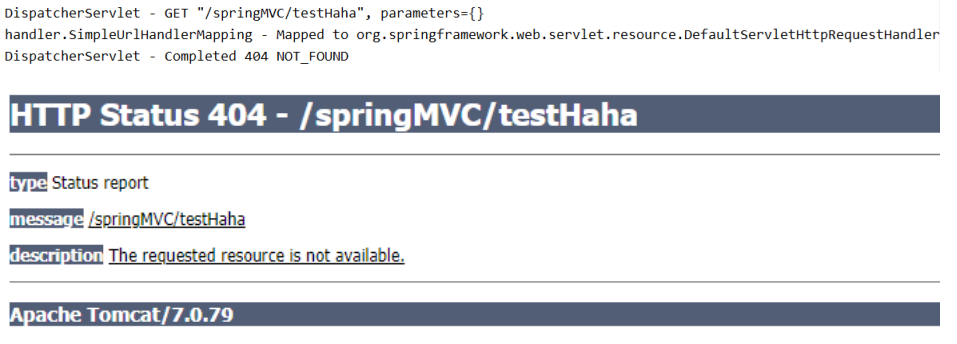 DispatcherServlet - GET "/springMVC/testHaha", parameters={}
handler.SimpleUrlHandlerMapping - Mapped to org.springframework.web.servlet.resource.DefaultServletHttpRequestHandler
DispatcherServlet - Completed 404 NOT_FOUND
HTTP Status 404 - /springMVC/testHaha
type Status report
message /springMVC/testHaha
description The requested resource is not available.
Apache Tomcat/7.0.79